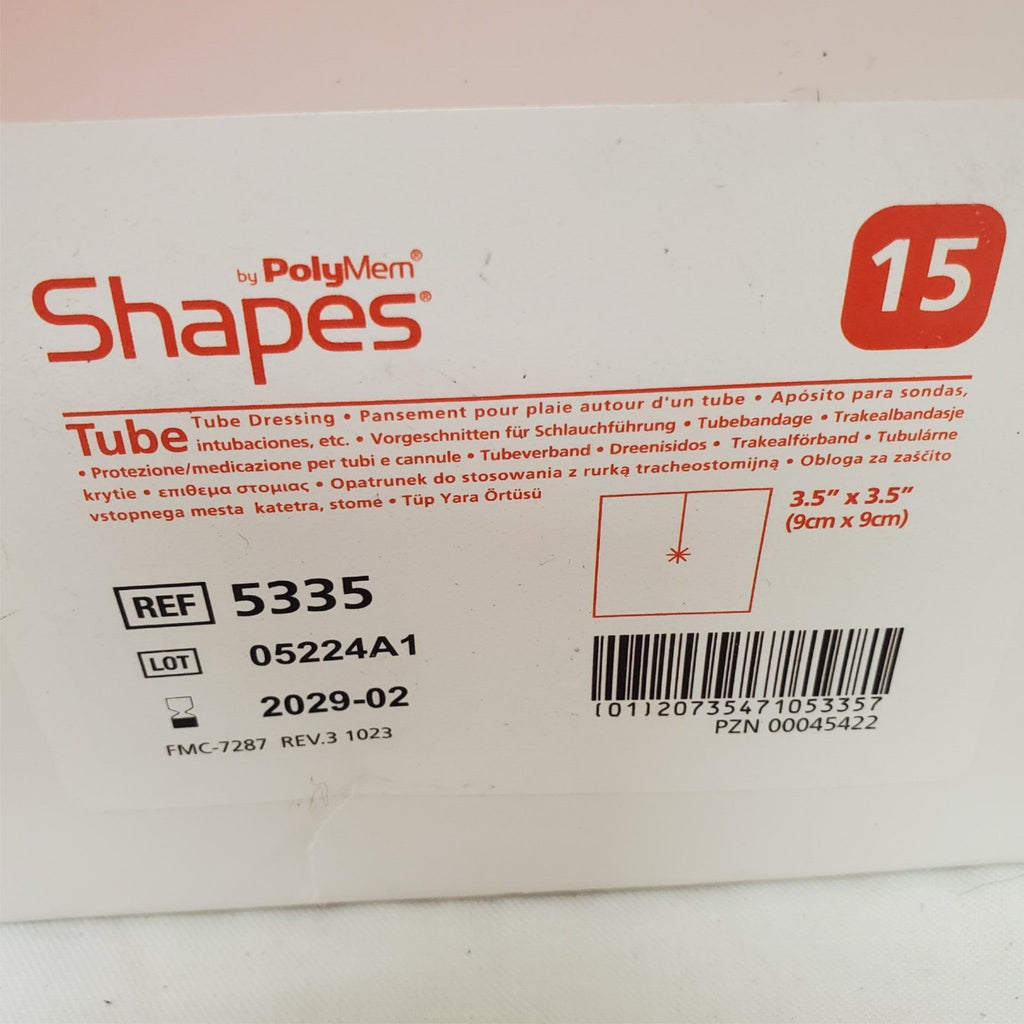 by PolyMem®
Shapes®
15
Tube
Tube Dressing • Pansement pour plaie autour d'un tube • Apósito para sondas,
intubaciones, etc. • Vorgeschnitten für Schlauchführung • Tubebandage • Trakealbandasje
• Protezione/medicazione per tubi e cannule • Tubeverband • Dreenisidos • Trakealförband • Tubulárne
krytie • επιθεμα στομιας • Opatrunek do stosowania z rurką tracheostomijną • Obloga za zaščito
vstopnega mesta katetra, stome • Tüp Yara Örtüsü
3.5” x 3.5”
(9cm x 9cm)
REF 5335
LOT 05224A1
2029-02
FMC-7287 REV.3 1023
(01)20735471053357
PZN 00045422